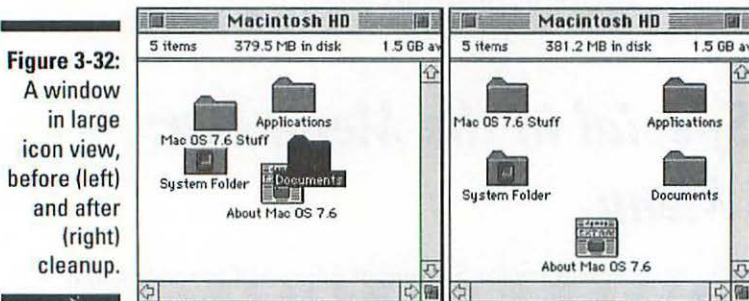 Figure 3-32:
A window
in large
icon view,
before (left)
and after
(right)
cleanup.
Macintosh HD
5 items 379.5 MB in disk 1.5 GB av
Applications
Mac OS 7.6 Stuff
System Folder Documents
About Mac OS 7.6
Macintosh HD
5 items 381.2 MB in disk 1.5 GB av
Mac OS 7.6 Stuff Applications
System Folder Documents
About Mac OS 7.6